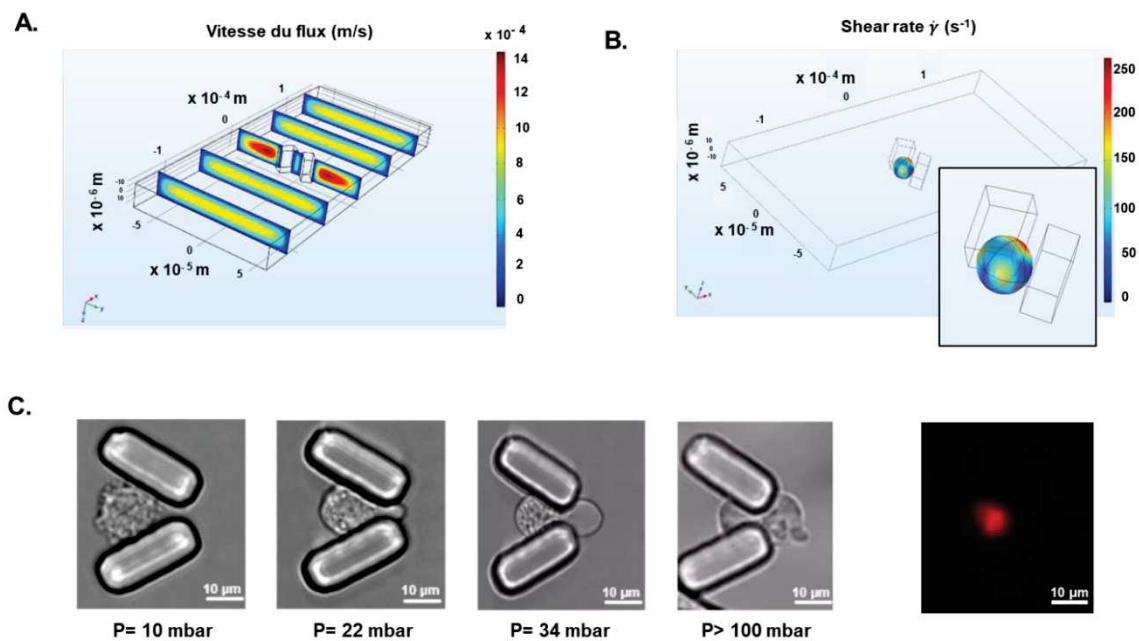 A.
Vitesse du flux (m/s)
x 10⁻⁴
14
12
10
8
6
4
2
0
x 10⁻⁴ m
1
0
-1
x 10⁻⁶ m
-10
0
10
-5
0
5
x 10⁻⁵ m
x
y
z
B.
Shear rate γ̇ (s⁻¹)
250
200
150
100
50
0
x 10⁻⁴ m
1
0
-1
x 10⁻⁶ m
10
0
-10
5
0
-5
x 10⁻⁵ m
y
z
x
C.
10 µm
10 µm
10 µm
10 µm
10 µm
P= 10 mbar
P= 22 mbar
P= 34 mbar
P> 100 mbar